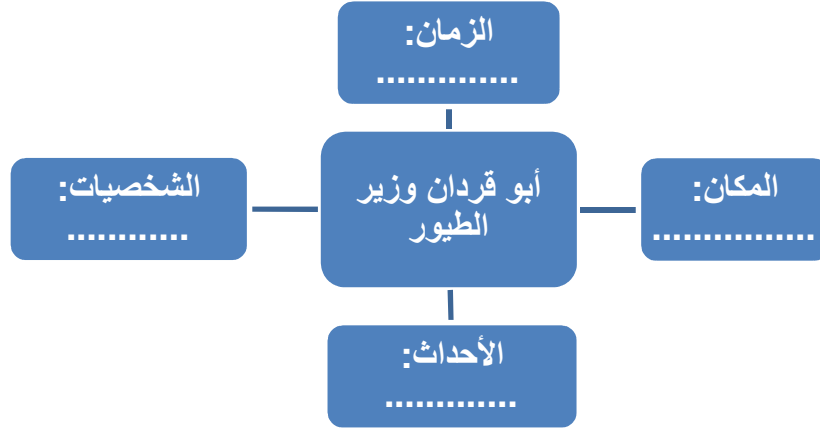 الزمان:
..............
المكان:
................
أبو قردان وزير
الطيور
الشخصيات:
............
الأحداث:
.............